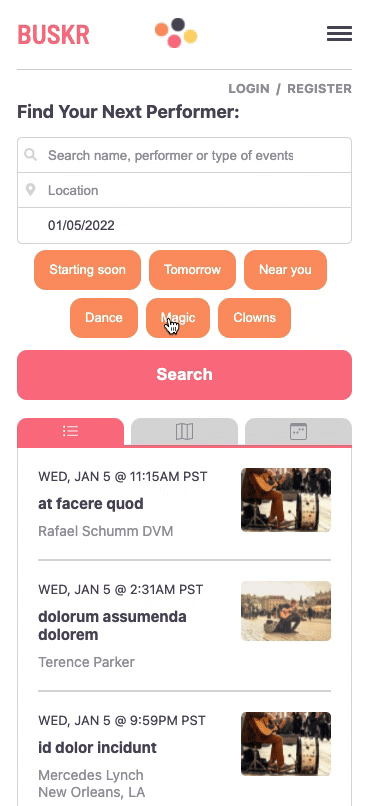 BUSKR
LOGIN / REGISTER
Find Your Next Performer:
Search name, performer or type of events
Location
01/05/2022
Starting soon
Tomorrow
Near you
Dance
Magic
Clowns
Search
WED, JAN 5 @ 11:15AM PST
at facere quod
Rafael Schumm DVM
WED, JAN 5 @ 2:31AM PST
dolorum assumenda
dolorem
Terence Parker
WED, JAN 5 @ 9:59PM PST
id dolor incidunt
Mercedes Lynch
New Orleans, LA